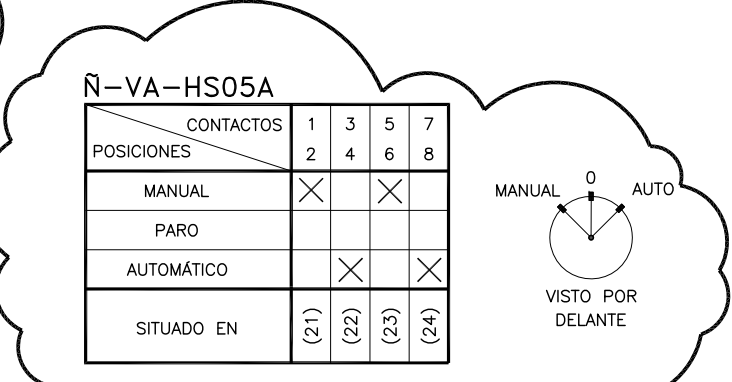 Ñ-VA-HS05A
CONTACTOS 1 3 5 7
POSICIONES 2 4 6 8
MANUAL X X
PARO
AUTOMÁTICO X X
SITUADO EN (21) (22) (23) (24)
0
MANUAL AUTO
VISTO POR
DELANTE